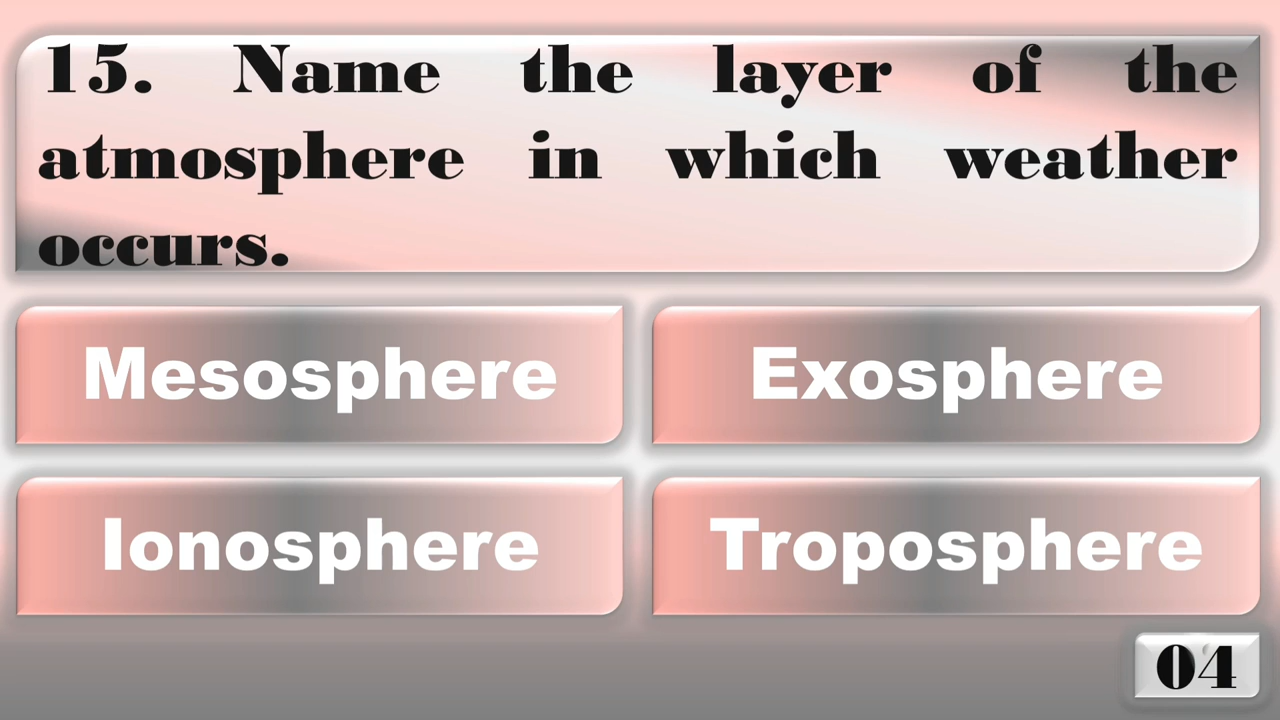 15. Name the layer of the
atmosphere in which weather
occurs.
Mesosphere
Exosphere
Ionosphere
Troposphere
04